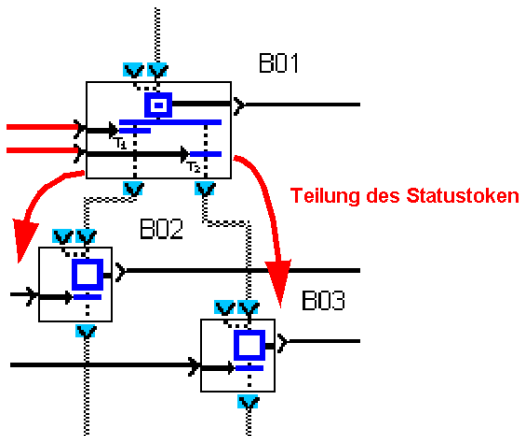 B01
T1
T2
Teilung des Statustoken
B02
B03